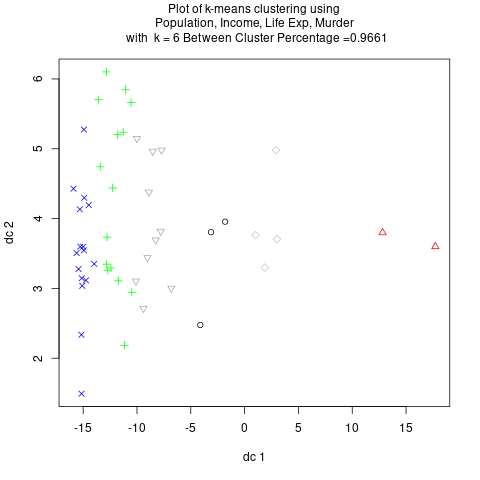 Plot of k-means clustering using
Population, Income, Life Exp, Murder
with  k = 6 Between Cluster Percentage =0.9661
6
5
4
3
2
dc 2
-15 -10 -5 0 5 10 15
dc 1